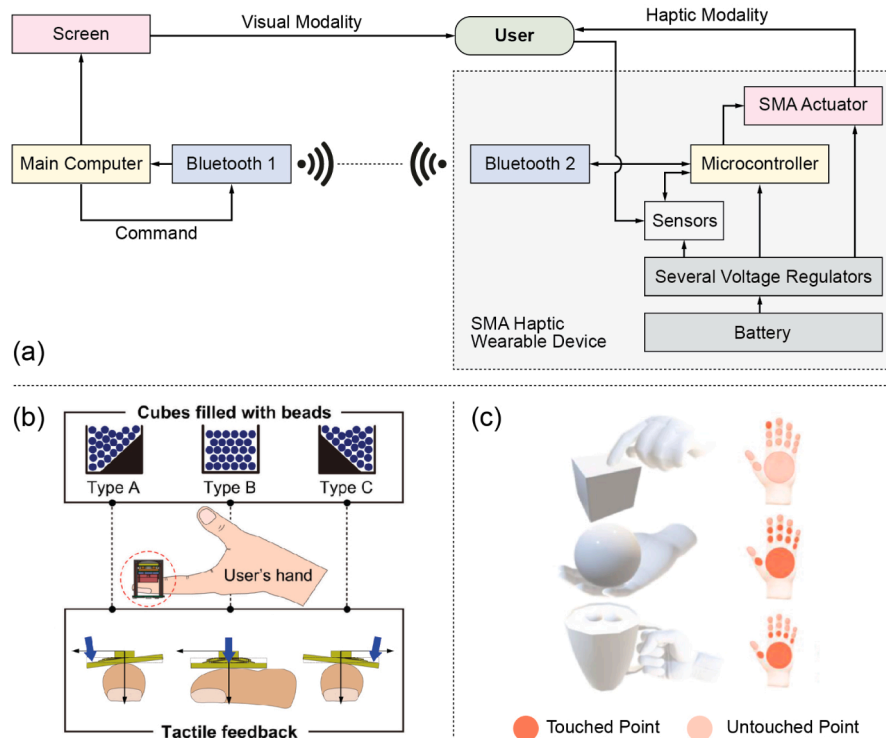 Screen
Visual Modality
User
Haptic Modality
SMA Actuator
Main Computer
Bluetooth 1
Bluetooth 2
Microcontroller
Command
Sensors
Several Voltage Regulators
SMA Haptic
Wearable Device
Battery
(a)
(b)
Cubes filled with beads
Type A
Type B
Type C
User's hand
Tactile feedback
(c)
Touched Point
Untouched Point